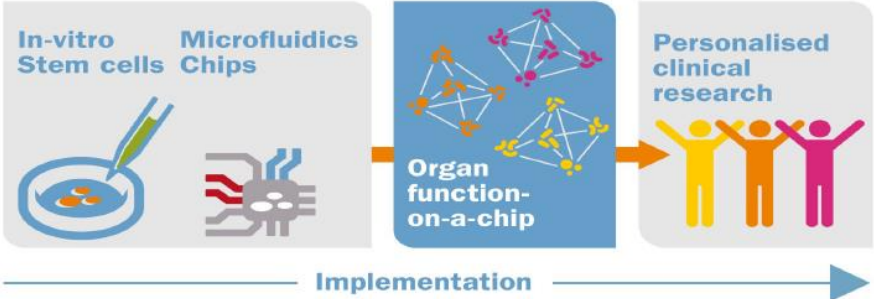 In-vitro
Stem cells
Microfluidics
Chips
Organ
function-
on-a-chip
Personalised
clinical
research
Implementation